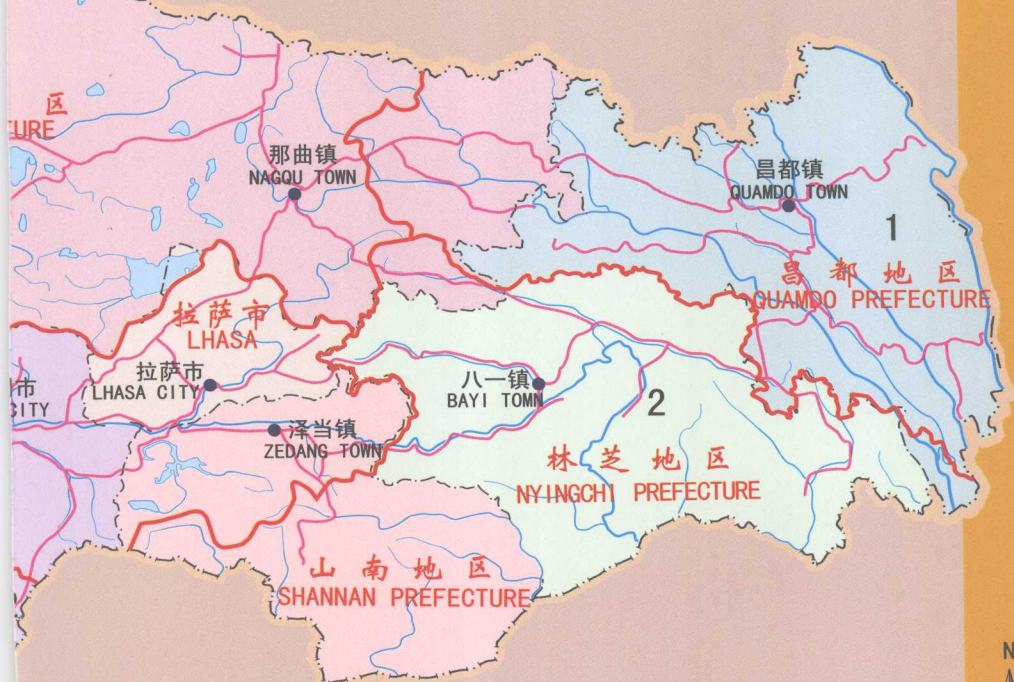 区
TURE
那曲镇
NAGQU TOWN
昌都镇
QUAMDO TOWN
1
昌都地区
QUAMDO PREFECTURE
拉萨市
LHASA
拉萨市
LHASA CITY
市
CITY
八一镇
BAYI TOWN
2
泽当镇
ZEDANG TOWN
林芝地区
NYINGCHI PREFECTURE
山南地区
SHANNAN PREFECTURE
N